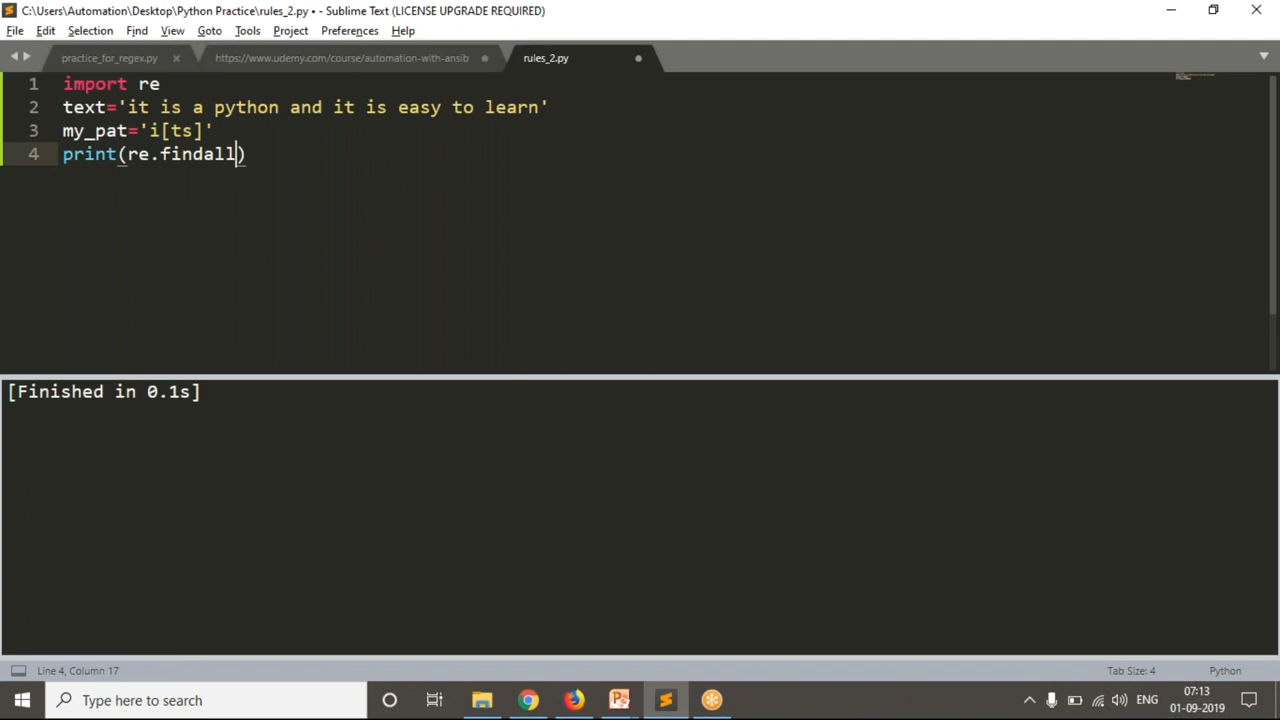 C:\Users\Automation\Desktop\Python Practice\rules_2.py • - Sublime Text (LICENSE UPGRADE REQUIRED)
File Edit Selection Find View Goto Tools Project Preferences Help
practice_for_regex.py https://www.udemy.com/course/automation-with-ansib rules_2.py
1 import re
2 text='it is a python and it is easy to learn'
3 my_pat='i[ts]'
4 print(re.findall)
[Finished in 0.1s]
Line 4, Column 17 Tab Size: 4 Python
Type here to search ENG 07:13
01-09-2019